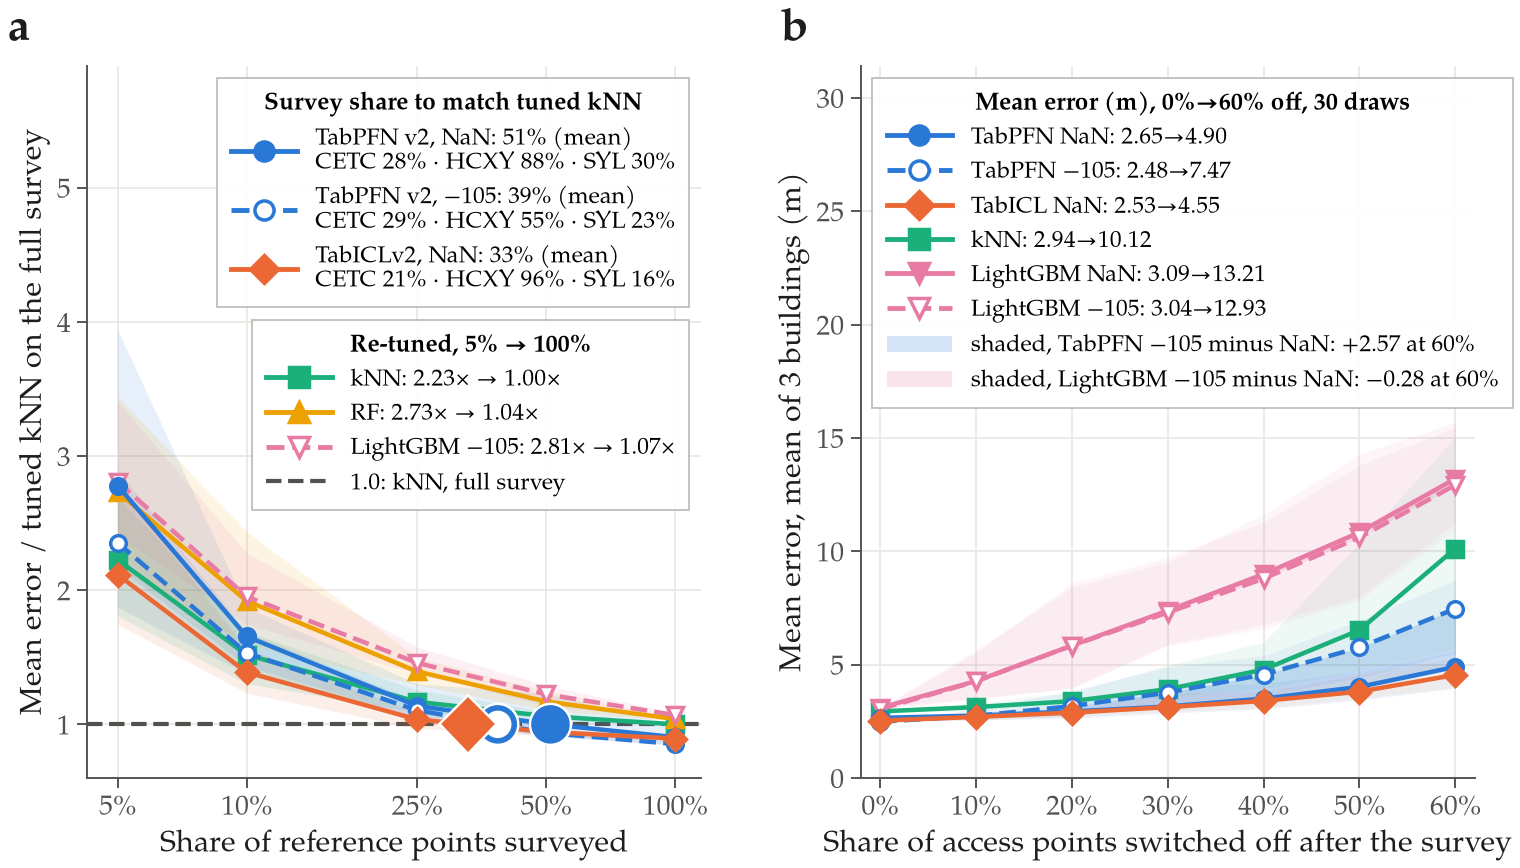 a
Mean error / tuned kNN on the full survey
5
4
3
2
1
Survey share to match tuned kNN
TabPFN v2, NaN: 51% (mean)
CETC 28% · HCXY 88% · SYL 30%
TabPFN v2, −105: 39% (mean)
CETC 29% · HCXY 55% · SYL 23%
TabICLv2, NaN: 33% (mean)
CETC 21% · HCXY 96% · SYL 16%
Re-tuned, 5% → 100%
kNN: 2.23× → 1.00×
RF: 2.73× → 1.04×
LightGBM −105: 2.81× → 1.07×
1.0: kNN, full survey
5%
10%
25%
50%
100%
Share of reference points surveyed
b
Mean error, mean of 3 buildings (m)
30
25
20
15
10
5
0
Mean error (m), 0%→60% off, 30 draws
TabPFN NaN: 2.65→4.90
TabPFN −105: 2.48→7.47
TabICL NaN: 2.53→4.55
kNN: 2.94→10.12
LightGBM NaN: 3.09→13.21
LightGBM −105: 3.04→12.93
shaded, TabPFN −105 minus NaN: +2.57 at 60%
shaded, LightGBM −105 minus NaN: −0.28 at 60%
0%
10%
20%
30%
40%
50%
60%
Share of access points switched off after the survey